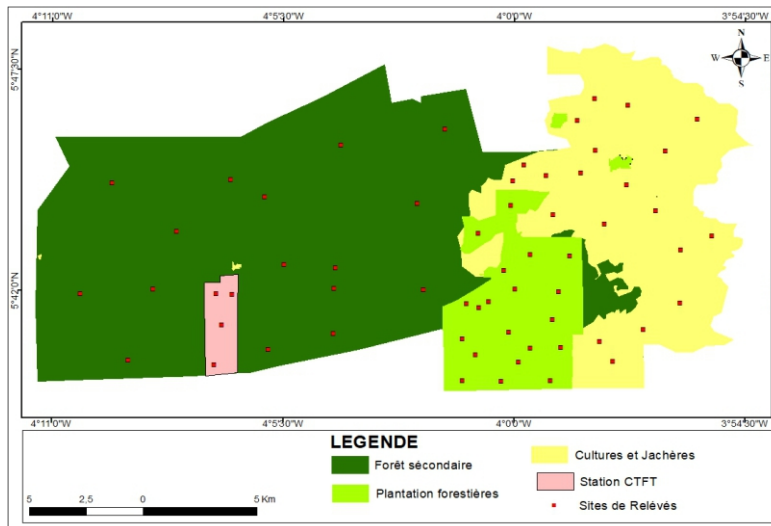 4°11'0"W 4°5'30"W 4°0'0"W 3°54'30"W
5°47'30"N
N
W E
S
5°42'0"N
4°11'0"W 4°5'30"W 4°0'0"W 3°54'30"W
LEGENDE
Forêt sécondaire
Cultures et Jachères
Station CTFT
Plantation forestières
Sites de Relévés
5 2,5 0 5 Km